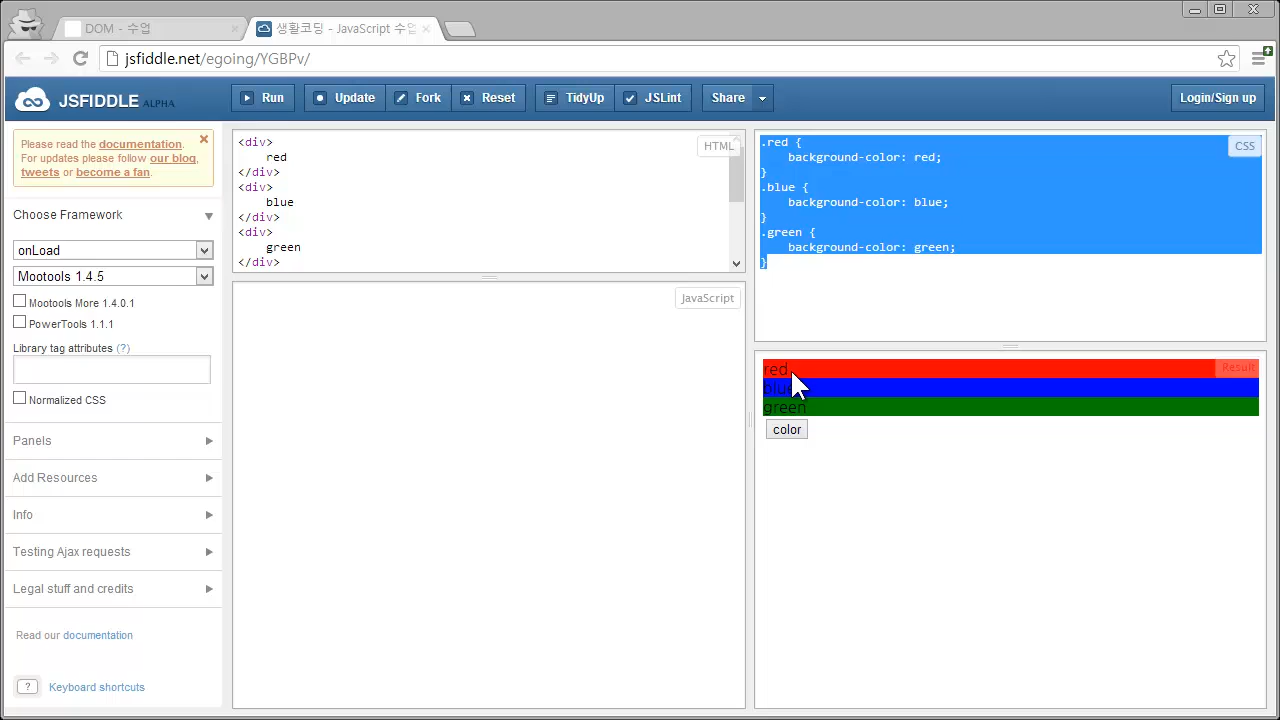 DOM - 수업
생활코딩 - JavaScript 수업
jsfiddle.net/egoing/YGBPv/
JSFIDDLE ALPHA
Run
Update
Fork
Reset
TidyUp
JSLint
Share
Login/Sign up
Please read the documentation.
For updates please follow our blog,
tweets or become a fan.
Choose Framework
onLoad
Mootools 1.4.5
Mootools More 1.4.0.1
PowerTools 1.1.1
Library tag attributes (?)
Normalized CSS
Panels
Add Resources
Info
Testing Ajax requests
Legal stuff and credits
Read our documentation
? Keyboard shortcuts
HTML
<div>
red
</div>
<div>
blue
</div>
<div>
green
</div>
JavaScript
CSS
.red {
background-color: red;
}
.blue {
background-color: blue;
}
.green {
background-color: green;
}
Result
red
blue
green
color